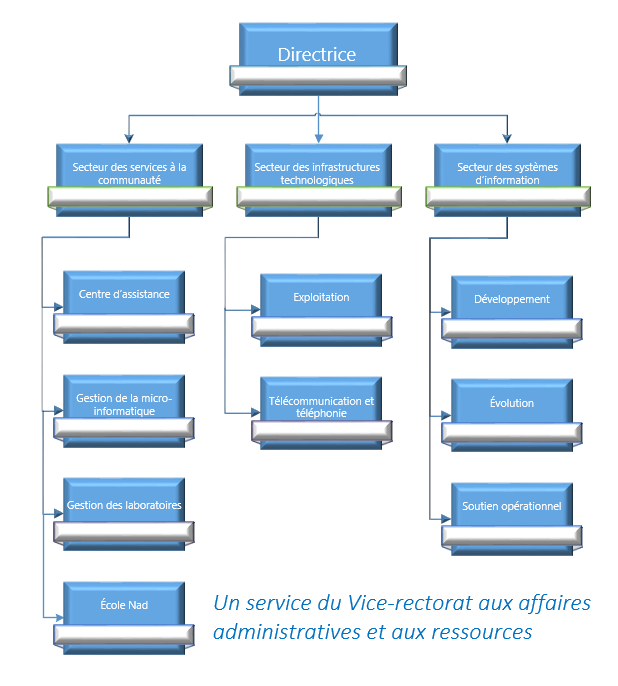 Directrice
Secteur des services à la
communauté
Secteur des infrastructures
technologiques
Secteur des systèmes
d'information
Centre d'assistance
Exploitation
Développement
Gestion de la micro-
informatique
Télécommunication et
téléphonie
Évolution
Gestion des laboratoires
Soutien opérationnel
École Nad
Un service du Vice-rectorat aux affaires
administratives et aux ressources